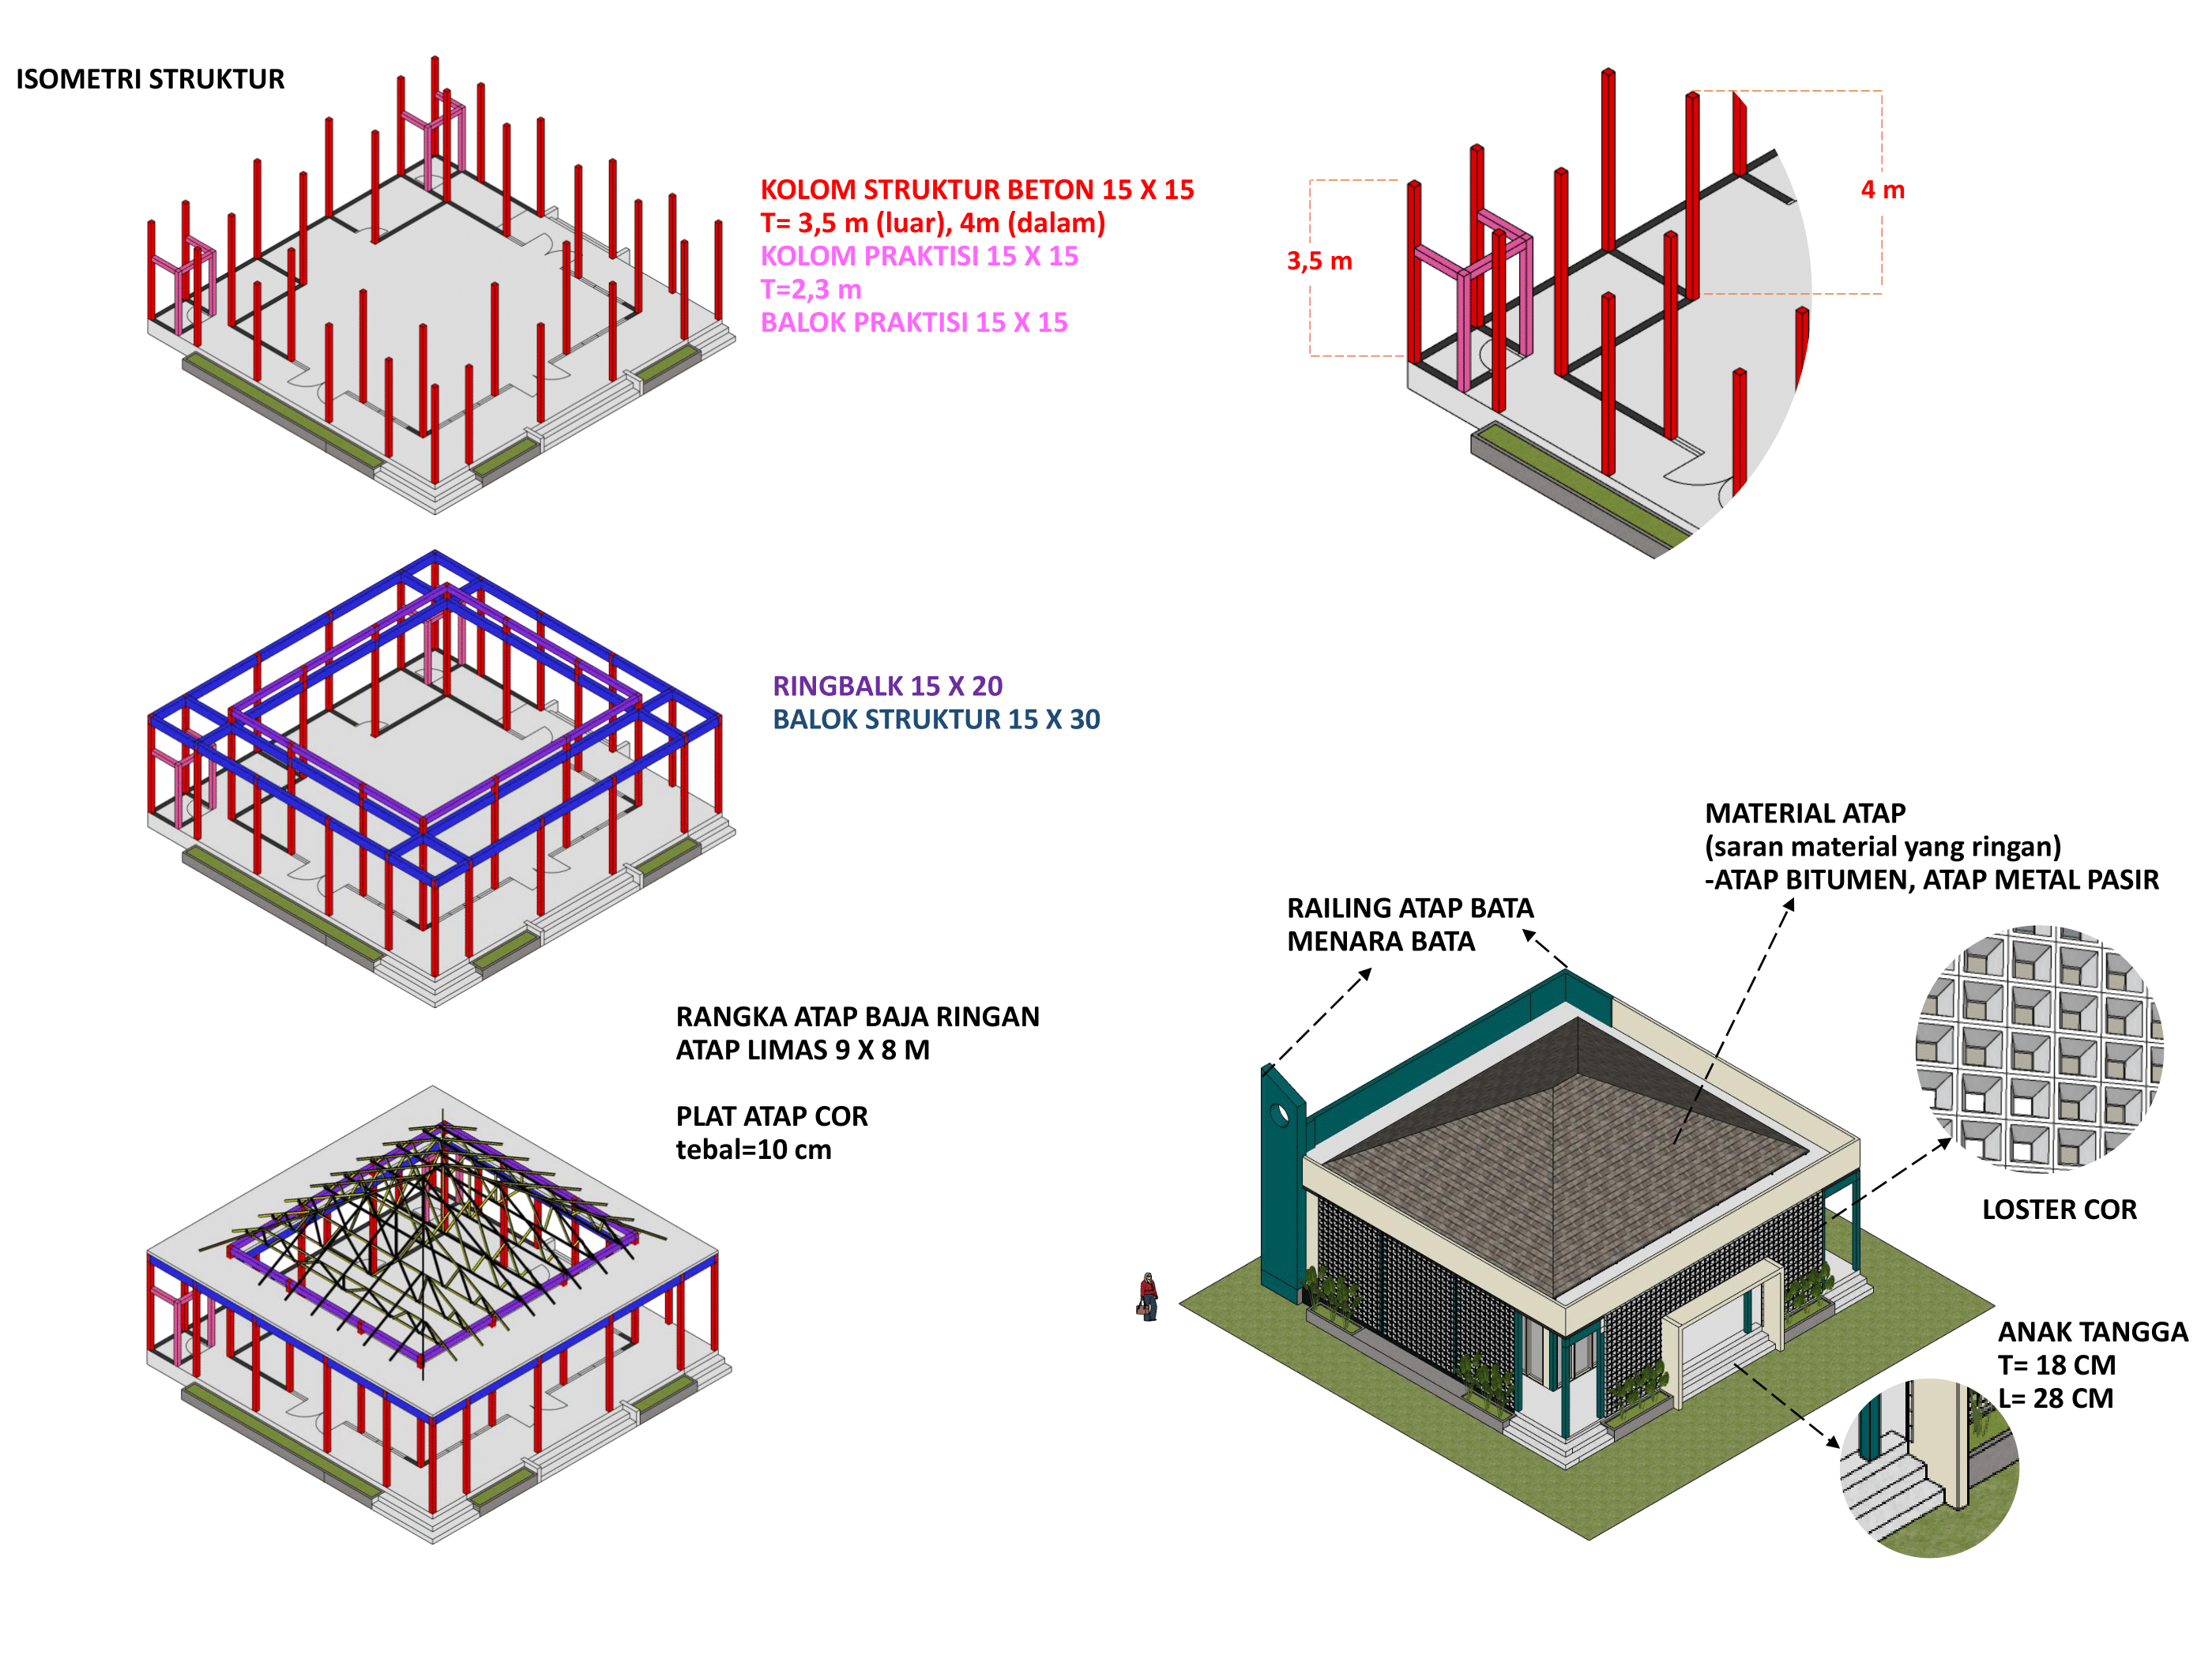 ISOMETRI STRUKTUR
KOLOM STRUKTUR BETON 15 X 15
T= 3,5 m (luar), 4m (dalam)
KOLOM PRAKTISI 15 X 15
T=2,3 m
BALOK PRAKTISI 15 X 15
3,5 m
4 m
RINGBALK 15 X 20
BALOK STRUKTUR 15 X 30
RANGKA ATAP BAJA RINGAN
ATAP LIMAS 9 X 8 M
PLAT ATAP COR
tebal=10 cm
MATERIAL ATAP
(saran material yang ringan)
-ATAP BITUMEN, ATAP METAL PASIR
RAILING ATAP BATA
MENARA BATA
LOSTER COR
ANAK TANGGA
T= 18 CM
L= 28 CM